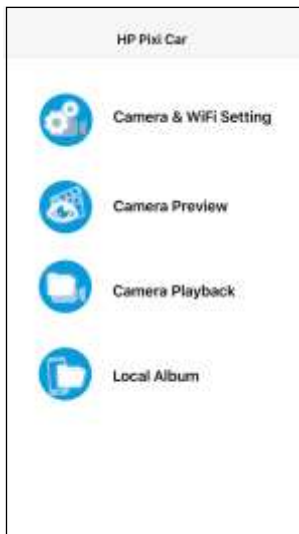 HP Pixi Car
Camera & WiFi Setting
Camera Preview
Camera Playback
Local Album